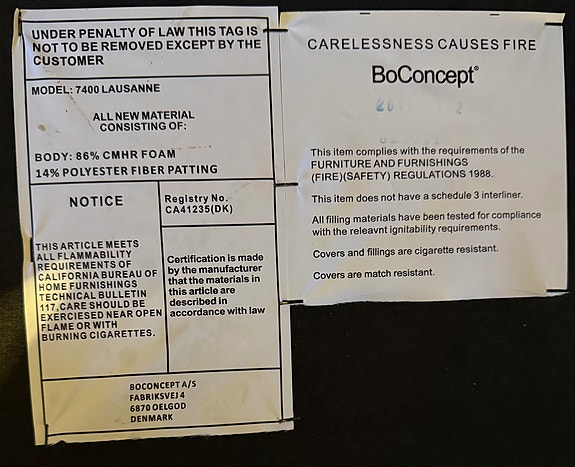 UNDER PENALTY OF LAW THIS TAG IS
NOT TO BE REMOVED EXCEPT BY THE
CUSTOMER
MODEL: 7400 LAUSANNE
ALL NEW MATERIAL
CONSISTING OF:
BODY: 86% CMHR FOAM
14% POLYESTER FIBER PATTING
NOTICE
THIS ARTICLE MEETS
ALL FLAMMABILITY
REQUIREMENTS OF
CALIFORNIA BUREAU OF
HOME FURNISHINGS
TECHNICAL BULLETIN
117,CARE SHOULD BE
EXERCIESED NEAR OPEN
FLAME OR WITH
BURNING CIGARETTES.
Registry No.
CA41235(DK)
Certification is made
by the manufacturer
that the materials in
this article are
described in
accordance with law
BOCONCEPT A/S
FABRIKSVEJ 4
6870 OELGOD
DENMARK
CARELESSNESS CAUSES FIRE
BoConcept®
This item complies with the requirements of the
FURNITURE AND FURNISHINGS
(FIRE)(SAFETY) REGULATIONS 1988.
This item does not have a schedule 3 interliner.
All filling materials have been tested for compliance
with the releavnt ignitability requirements.
Covers and fillings are cigarette resistant.
Covers are match resistant.